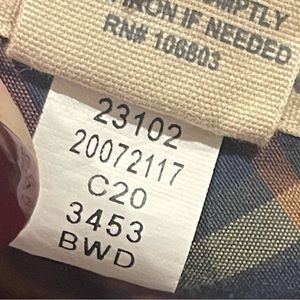 MPTLY
IRON IF NEEDED
RN# 106803
23102
20072117
C20
3453
BWD